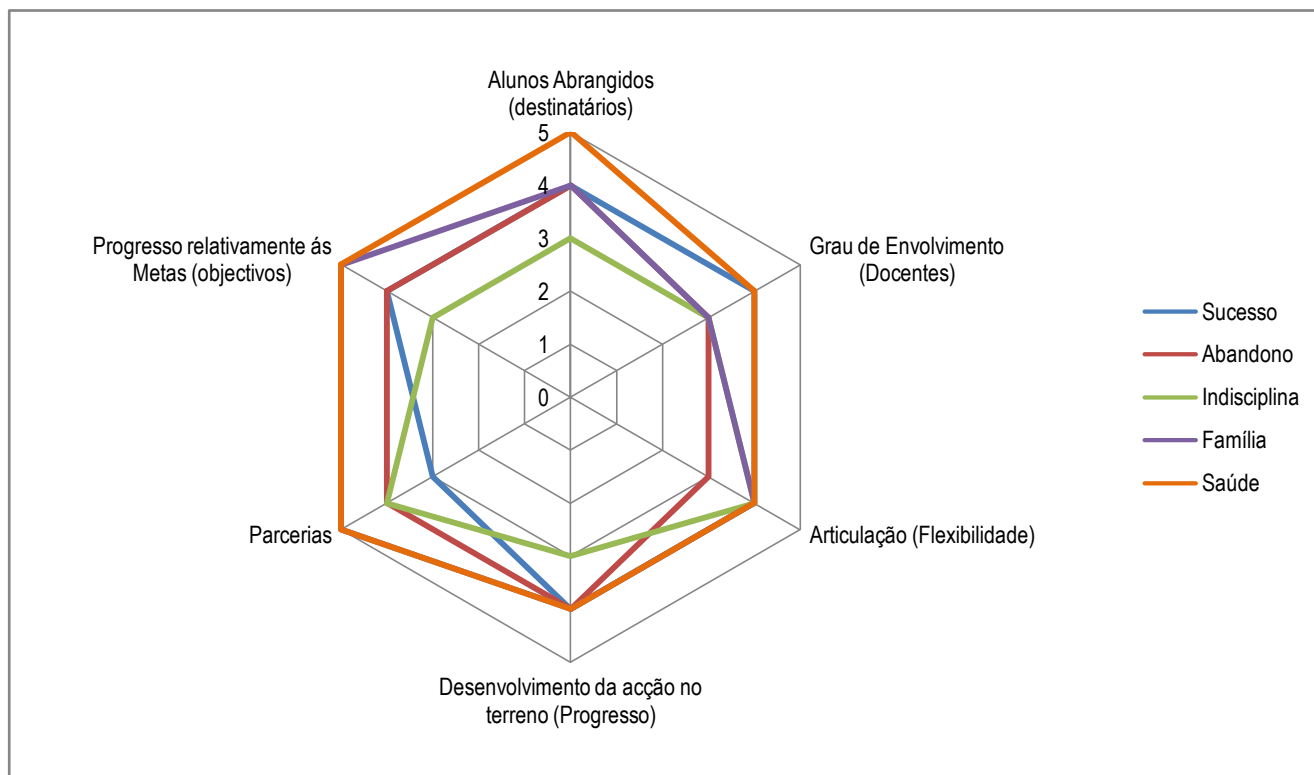 Alunos Abrangidos
(destinatários)
5
4
3
2
1
0
Grau de Envolvimento
(Docentes)
Articulação (Flexibilidade)
Desenvolvimento da acção no
terreno (Progresso)
Parcerias
Progresso relativamente ás
Metas (objectivos)
Sucesso
Abandono
Indisciplina
Família
Saúde